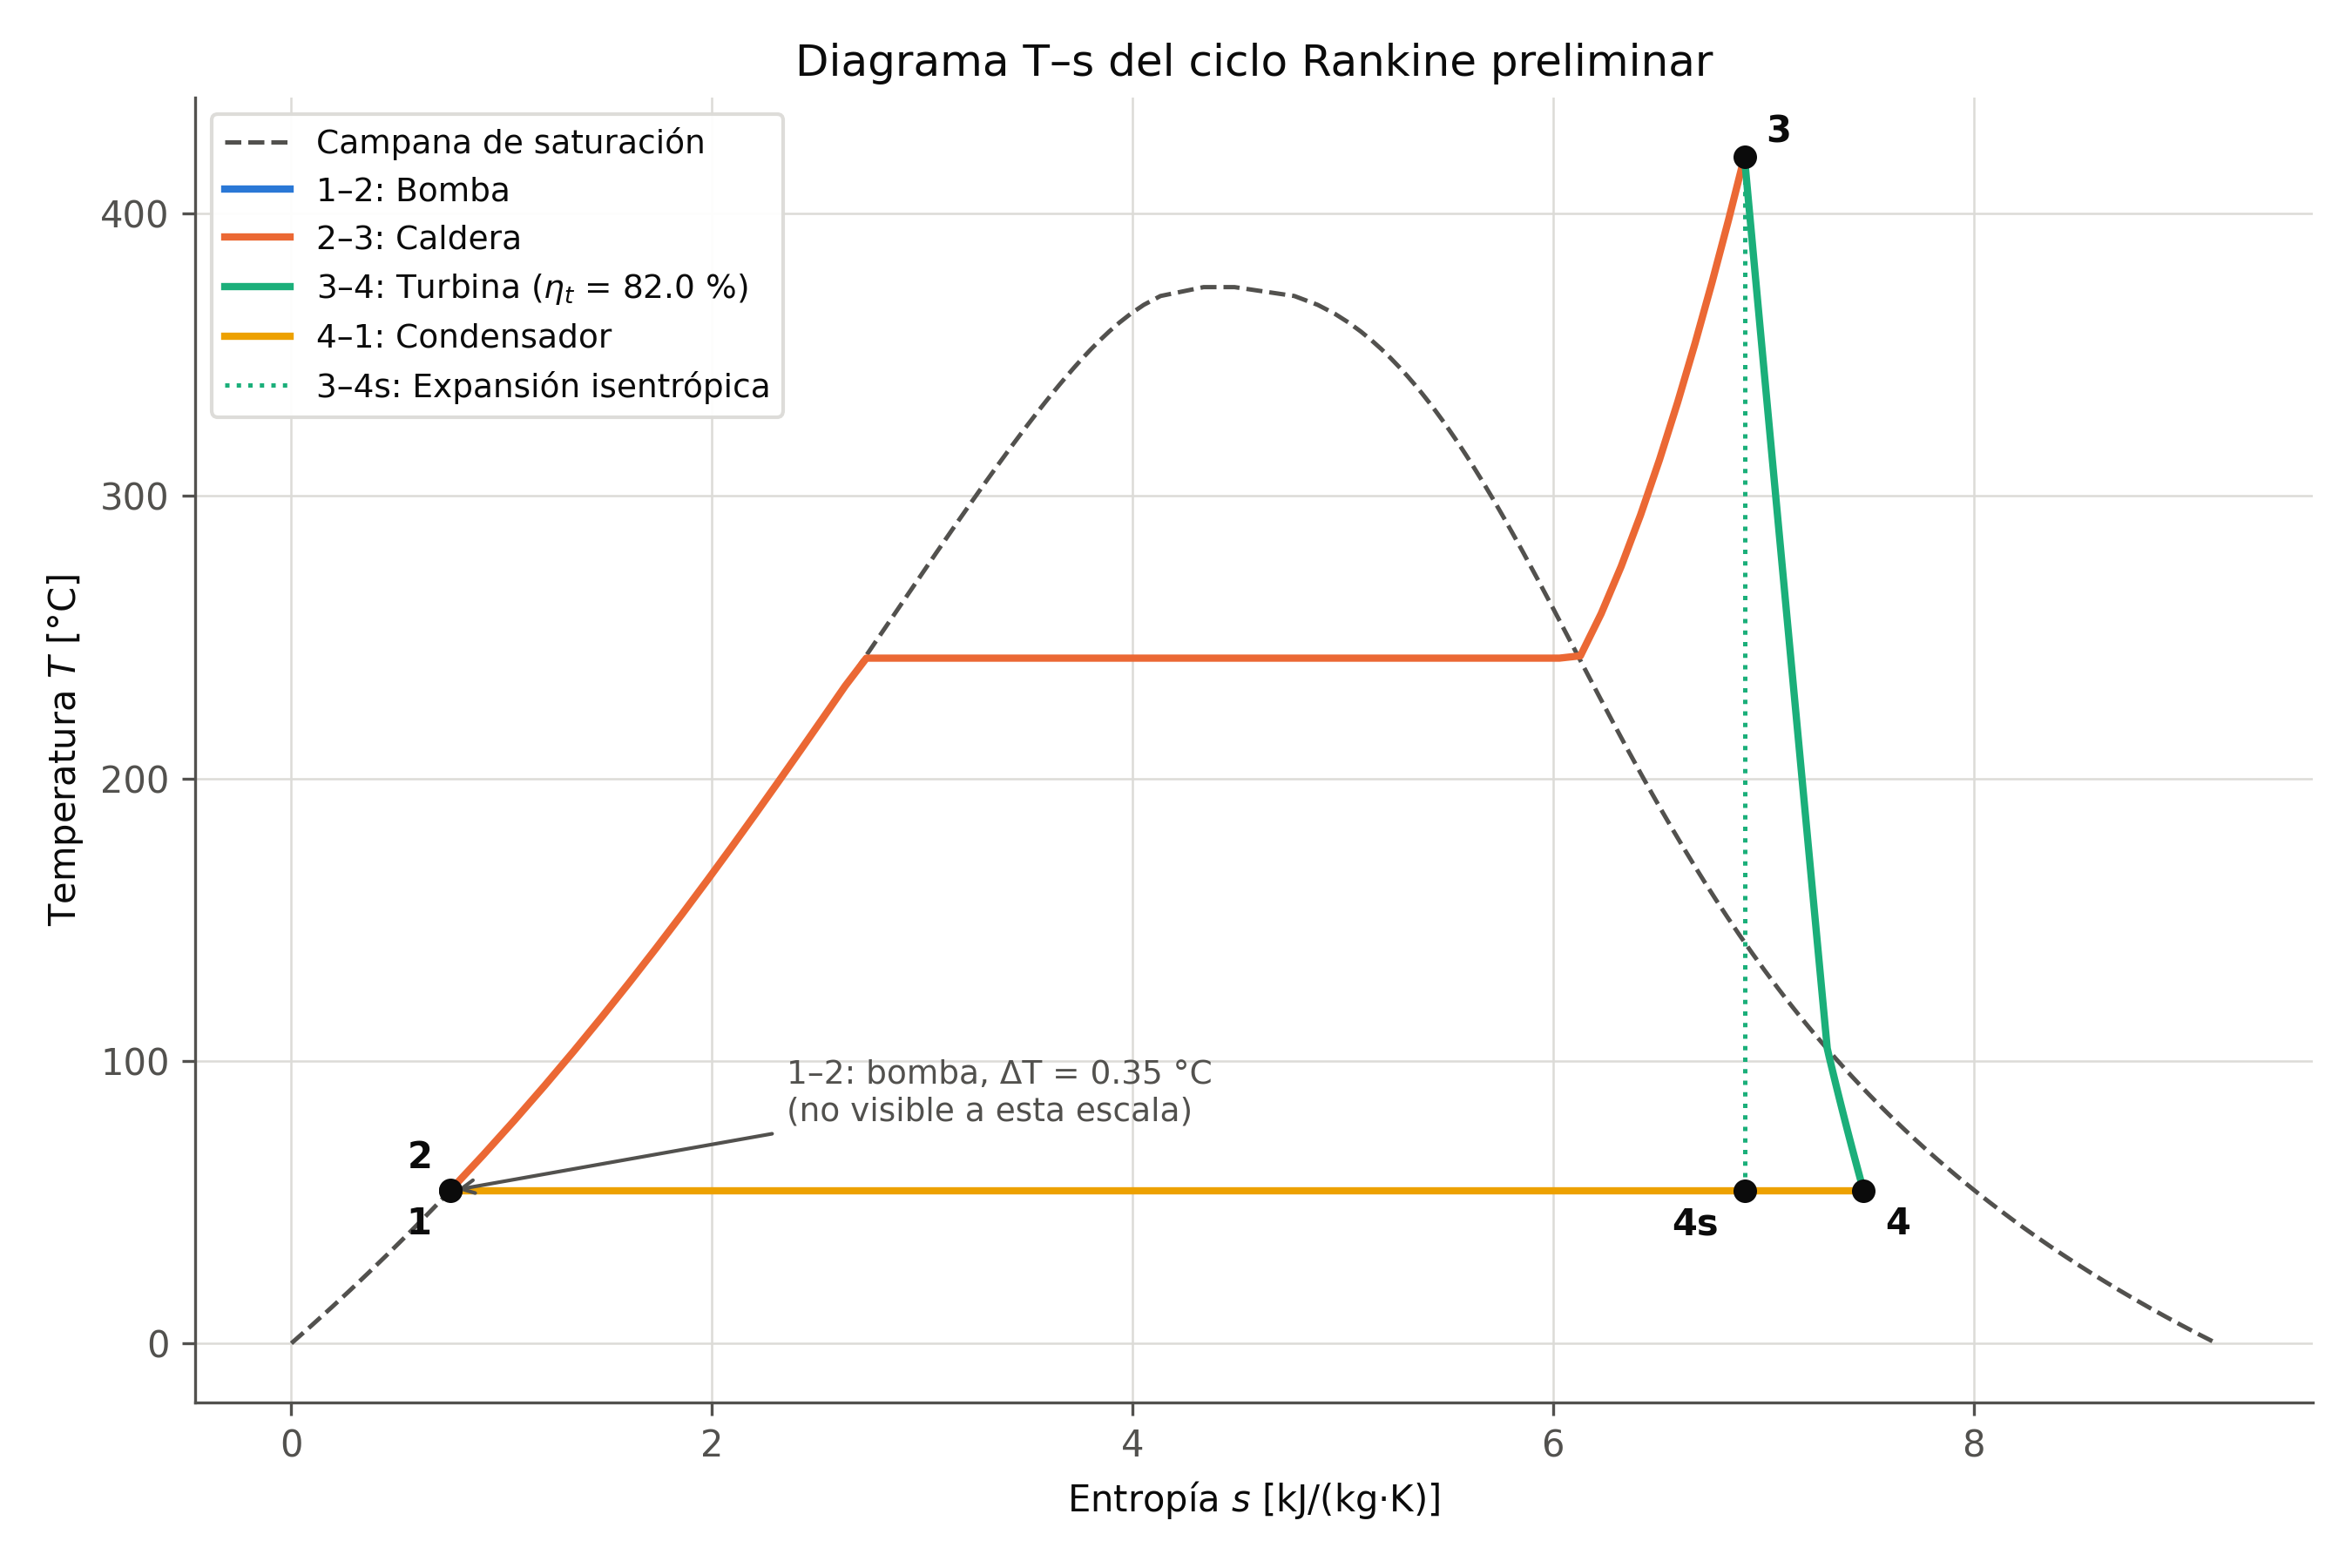 Diagrama T–s del ciclo Rankine preliminar
Campana de saturación
1–2: Bomba
2–3: Caldera
3–4: Turbina (ηt = 82.0 %)
4–1: Condensador
3–4s: Expansión isentrópica
3
400
300
200
100
0
Temperatura T [°C]
1–2: bomba, ΔT = 0.35 °C
(no visible a esta escala)
2
1
4s
4
0
2
4
6
8
Entropía s [kJ/(kg·K)]